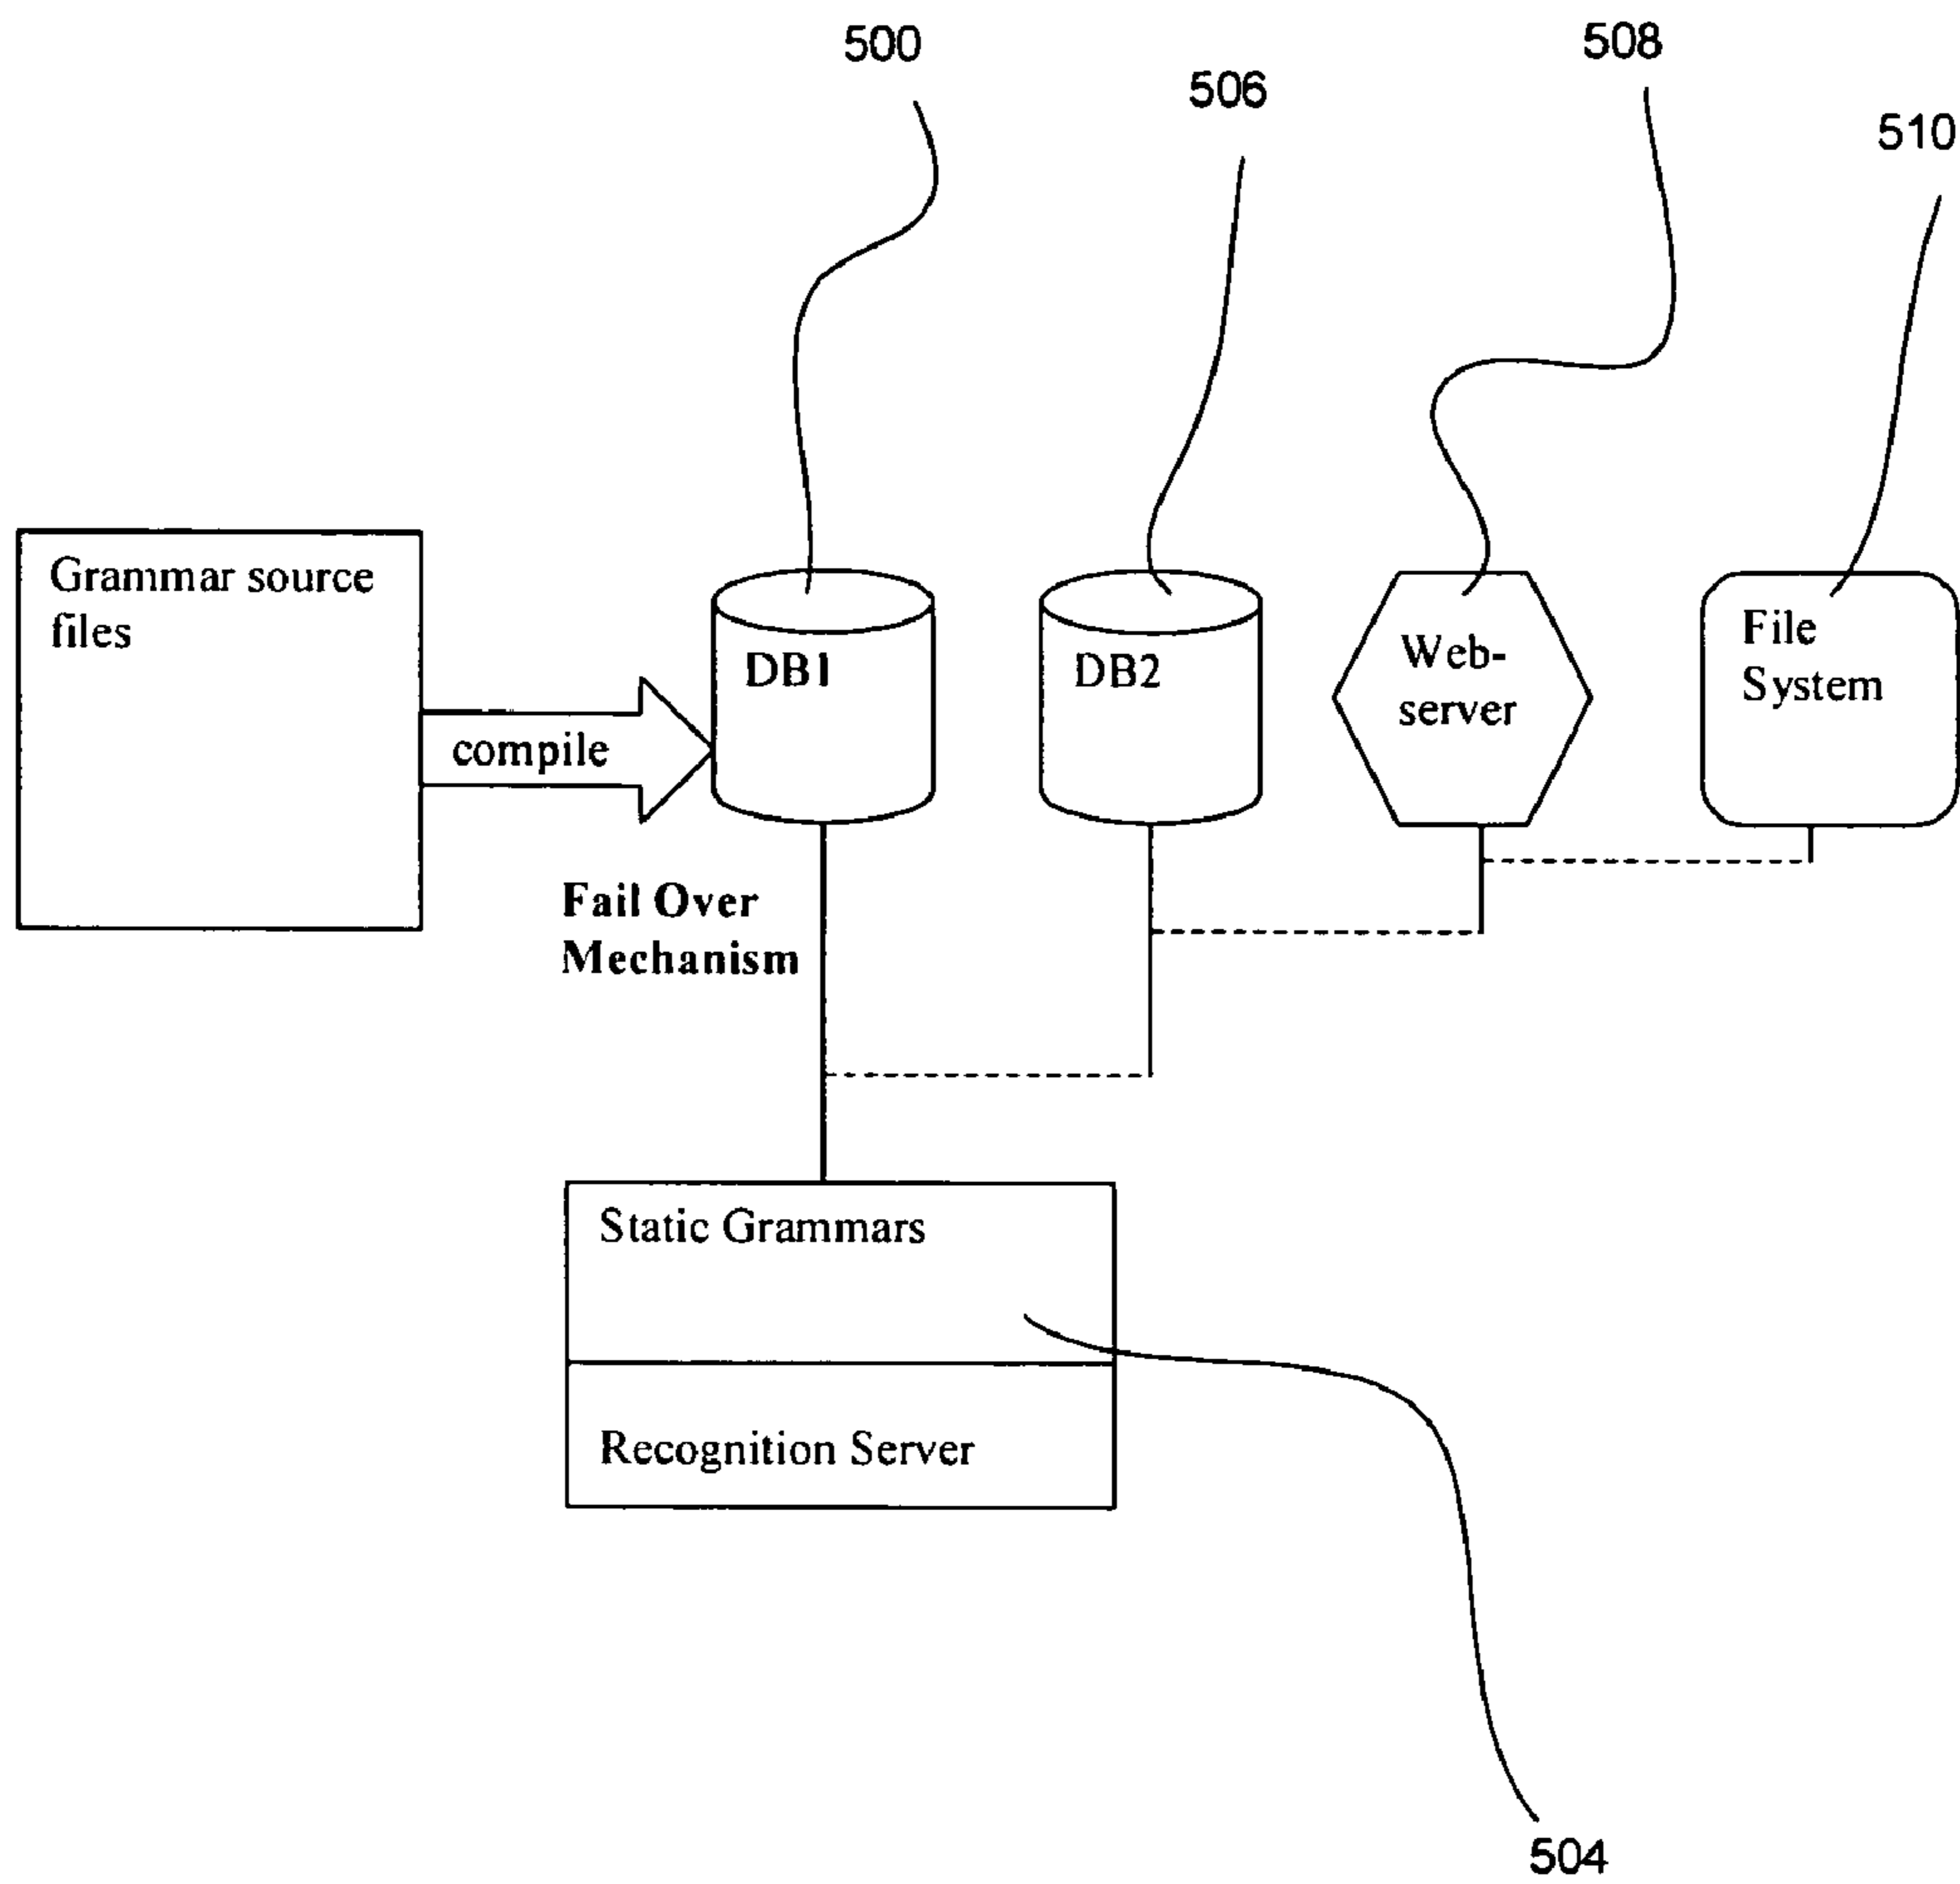 500
508
506
510
Grammar source
files
DB1
DB2
Web-
server
File
System
compile
Fail Over
Mechanism
Static Grammars
Recognition Server
504